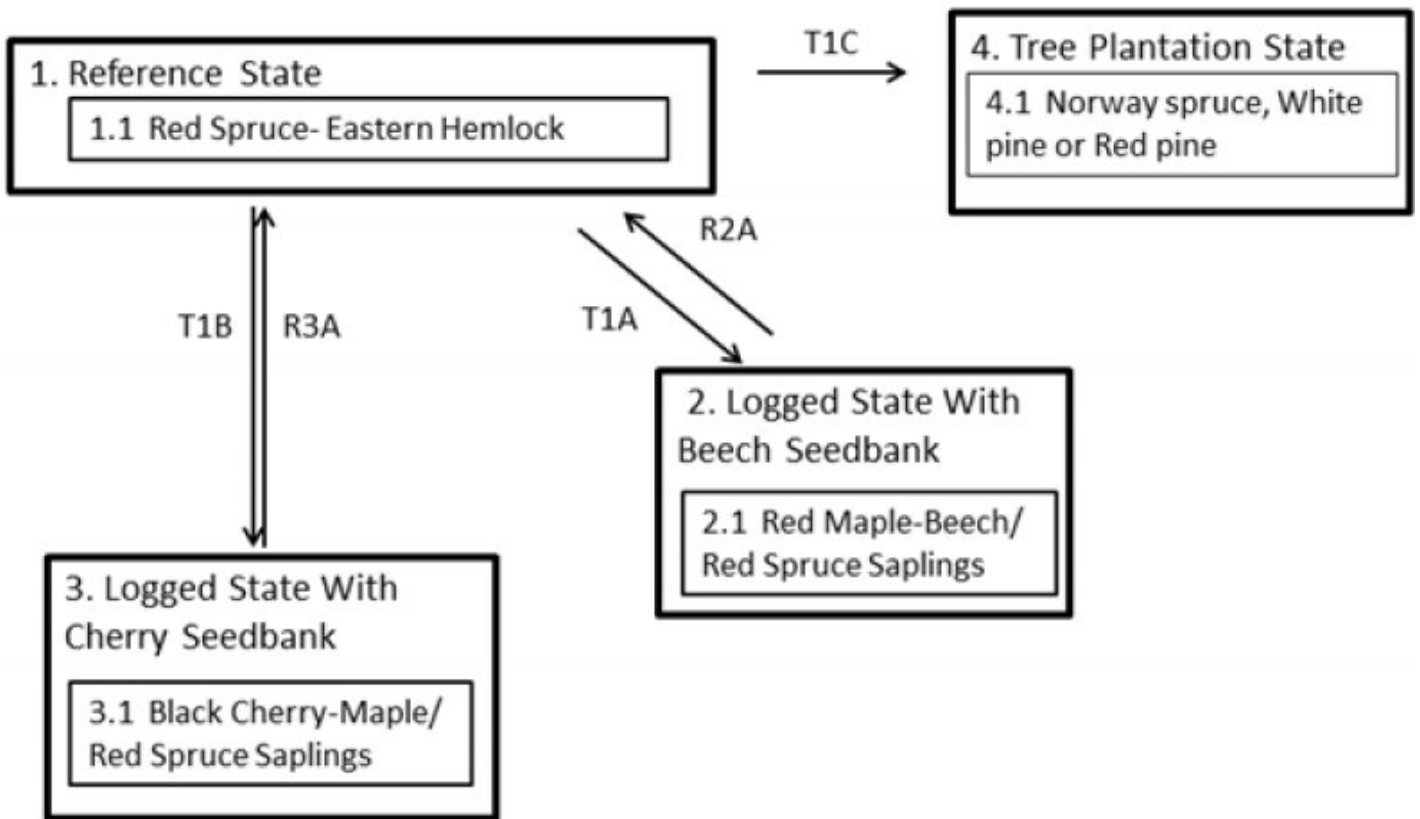 1. Reference State
1.1 Red Spruce- Eastern Hemlock
T1C
4. Tree Plantation State
4.1 Norway spruce, White
pine or Red pine
T1B
R3A
T1A
R2A
2. Logged State With
Beech Seedbank
2.1 Red Maple-Beech/
Red Spruce Saplings
3. Logged State With
Cherry Seedbank
3.1 Black Cherry-Maple/
Red Spruce Saplings